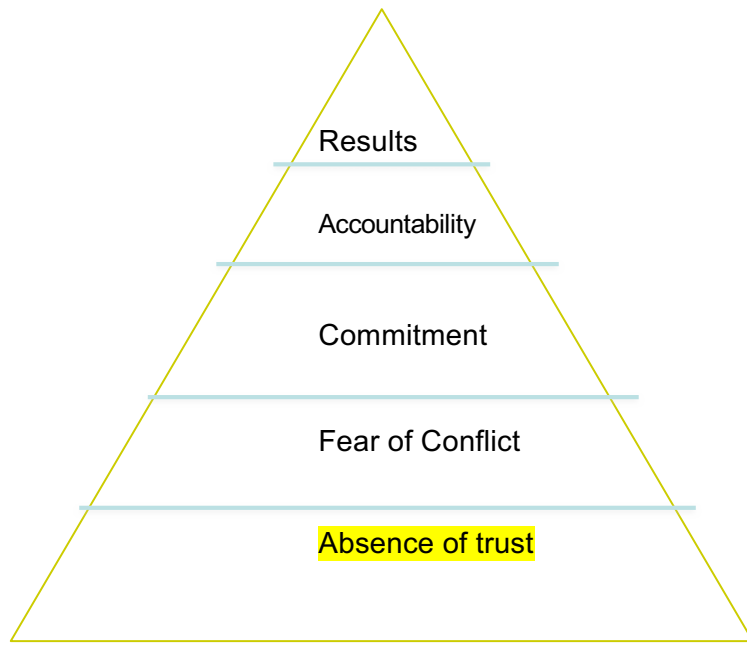 Results
Accountability
Commitment
Fear of Conflict
Absence of trust